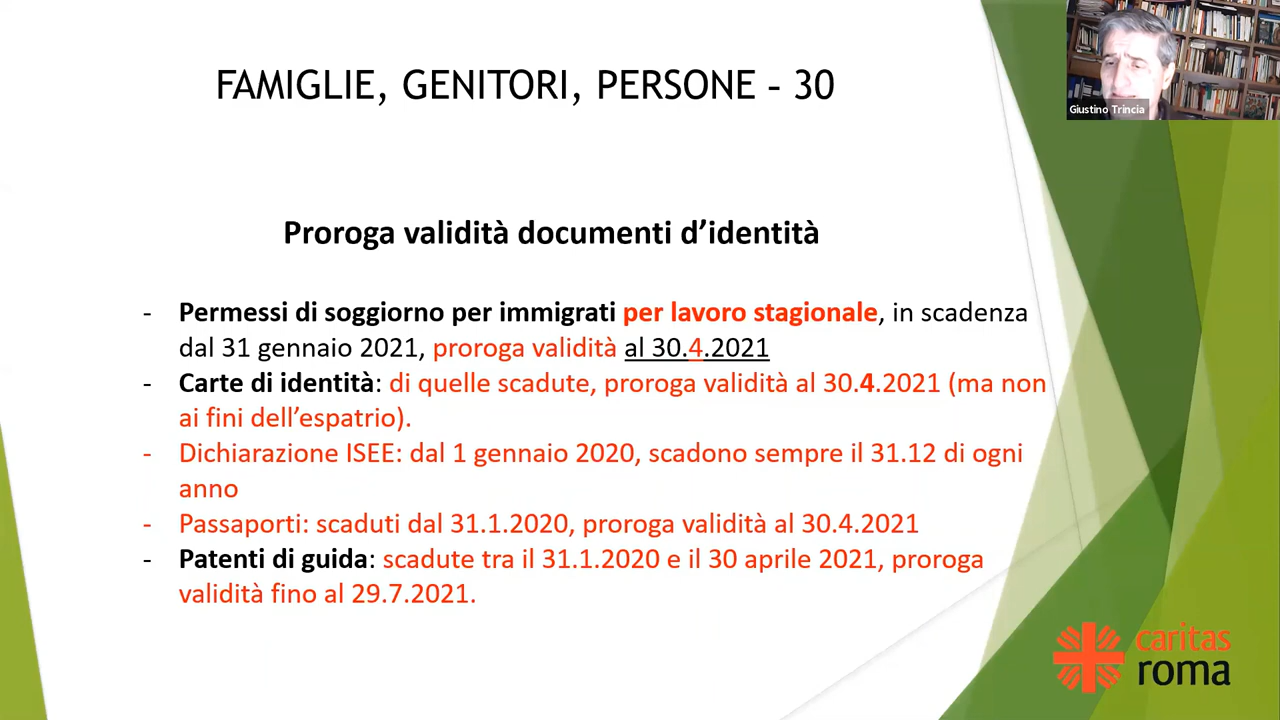 FAMIGLIE, GENITORI, PERSONE - 30
Giustino Trincia
Proroga validità documenti d’identità
- Permessi di soggiorno per immigrati per lavoro stagionale, in scadenza
dal 31 gennaio 2021, proroga validità al 30.4.2021
- Carte di identità: di quelle scadute, proroga validità al 30.4.2021 (ma non
ai fini dell’espatrio).
- Dichiarazione ISEE: dal 1 gennaio 2020, scadono sempre il 31.12 di ogni
anno
- Passaporti: scaduti dal 31.1.2020, proroga validità al 30.4.2021
- Patenti di guida: scadute tra il 31.1.2020 e il 30 aprile 2021, proroga
validità fino al 29.7.2021.
caritas
roma